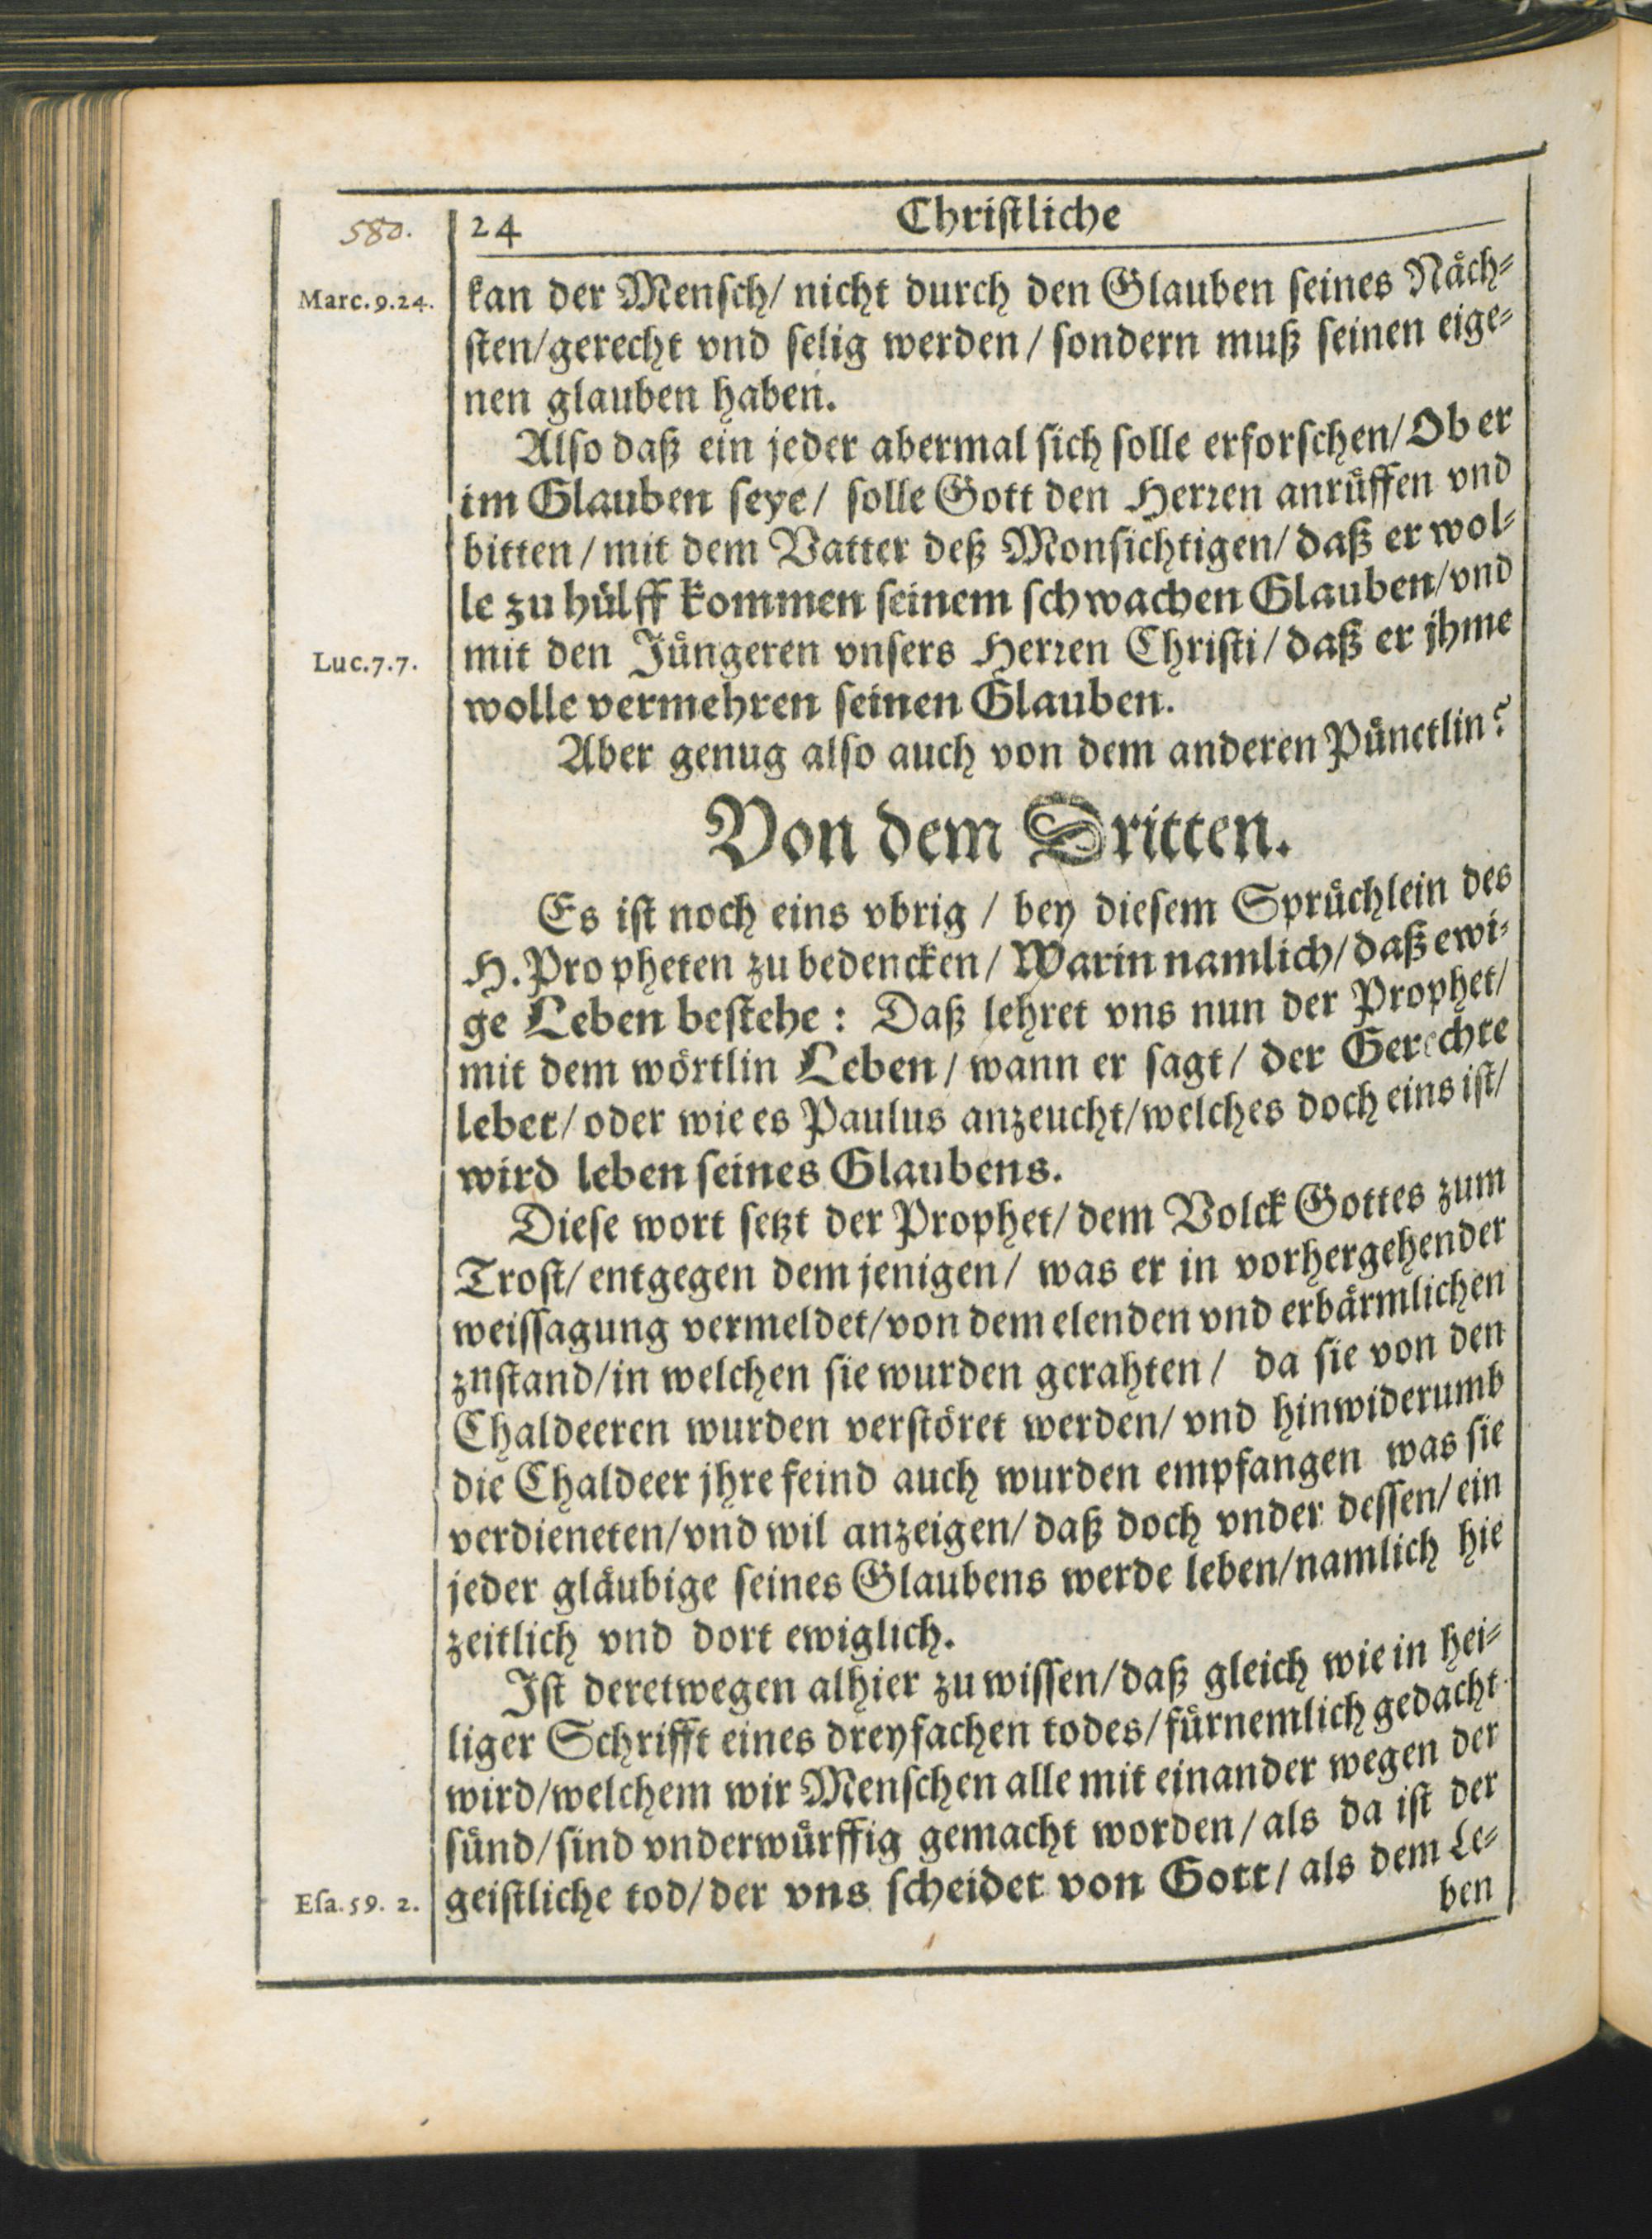 580.
24 Christliche
Marc. 9. 24.
kan der Mensch/ nicht durch den Glauben seines Näch-
sten/gerecht vnd selig werden/ sondern muß seinen eige-
nen glauben haben.
Also daß ein jeder abermal sich solle erforschen/ Ob er
im Glauben seye/ solle Gott den Herren anrüffen vnd
bitten/ mit dem Vatter deß Monsichtigen/ daß er wol-
le zu hülff kommen seinem schwachen Glauben/ vnd
Luc. 7. 7.
mit den Jüngeren vnsers Herren Christi/ daß er jhme
wolle vermehren seinen Glauben.
Aber genug also auch von dem anderen Pünctlin?
Von dem Dritten.
Es ist noch eins vbrig / bey diesem Sprüchlein des
H. Propheten zu bedencken/ Warin namlich/ daß ewi-
ge Leben bestehe: Daß lehret vns nun der Prophet/
mit dem wörtlin Leben/ wann er sagt/ der Gerechte
lebet/ oder wie es Paulus anzeucht/ welches doch eins ist/
wird leben seines Glaubens.
Diese wort setzt der Prophet/ dem Volck Gottes zum
Trost/ entgegen dem jenigen/ was er in vorhergehender
weissagung vermeldet/ von dem elenden vnd erbärmlichen
znstand/ in welchen sie wurden gerahten/ da sie von den
Chaldeeren wurden verstöret werden/ vnd hinwiderumb
die Chaldeer jhre feind auch wurden empfangen was sie
verdieneten/ vnd wil anzeigen/ daß doch vnder dessen/ ein
jeder gläubige seines Glaubens werde leben/ namlich hie
zeitlich vnd dort ewiglich.
Ist deretwegen alhier zu wissen/ daß gleich wie in hei-
liger Schrifft eines dreyfachen todes/ fürnemlich gedacht
wird/ welchem wir Menschen alle mit einander wegen der
sünd/ sind vnderwürffig gemacht worden/ als da ist der
Esa. 59. 2.
geistliche tod/ der vns scheidet von Gott/ als dem Le-
ben